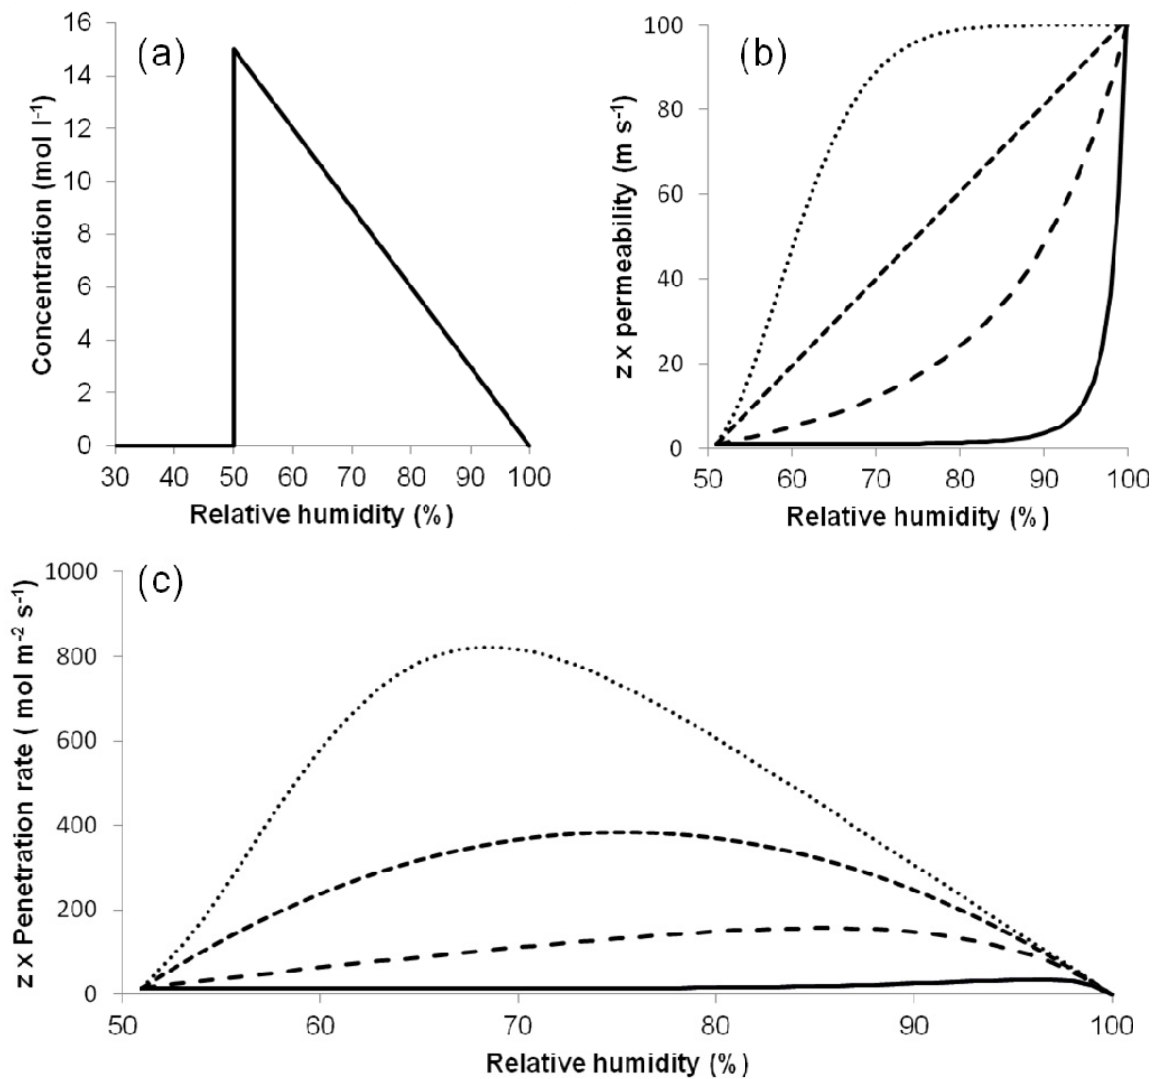 (a)
Concentration (mol l⁻¹)
16
14
12
10
8
6
4
2
0
30 40 50 60 70 80 90 100
Relative humidity (%)
(b)
z x permeability (m s⁻¹)
100
80
60
40
20
0
50 60 70 80 90 100
Relative humidity (%)
(c)
z x Penetration rate ( mol m⁻² s⁻¹)
1000
800
600
400
200
0
50 60 70 80 90 100
Relative humidity (%)